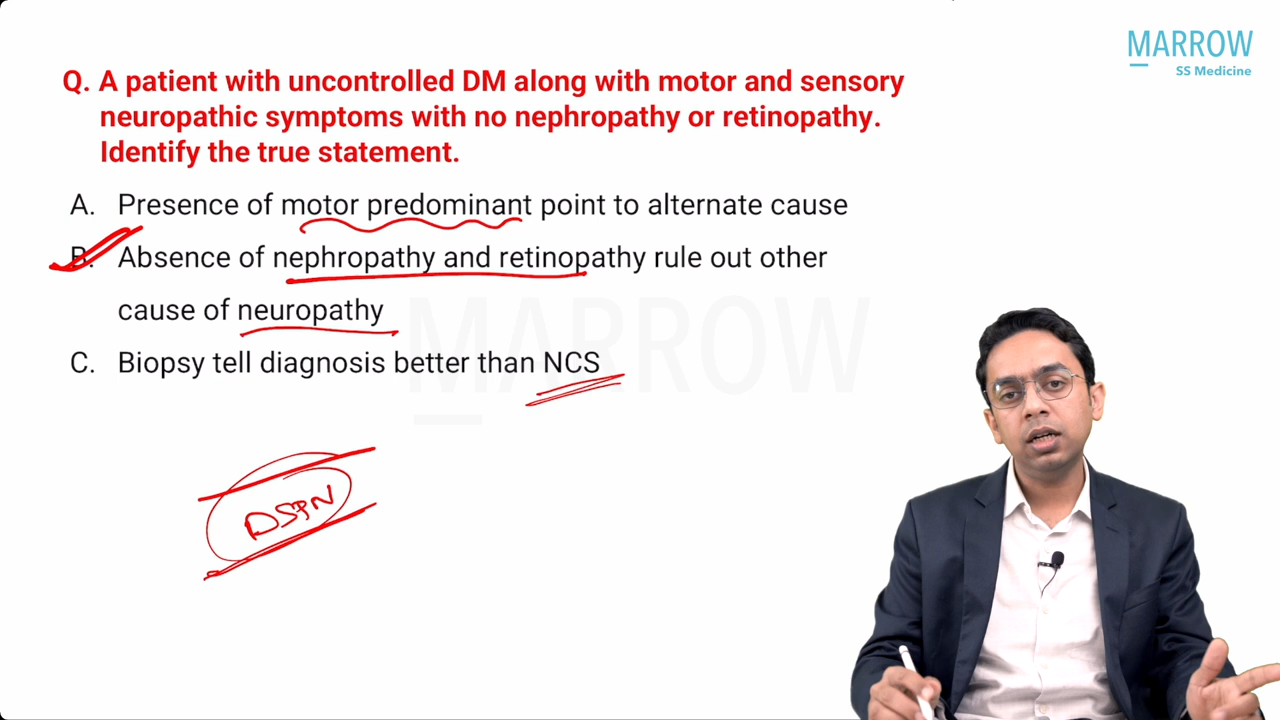 MARROW
SS Medicine
Q. A patient with uncontrolled DM along with motor and sensory
neuropathic symptoms with no nephropathy or retinopathy.
Identify the true statement.
A. Presence of motor predominant point to alternate cause
B. Absence of nephropathy and retinopathy rule out other
cause of neuropathy
C. Biopsy tell diagnosis better than NCS
MARROW
DSPN